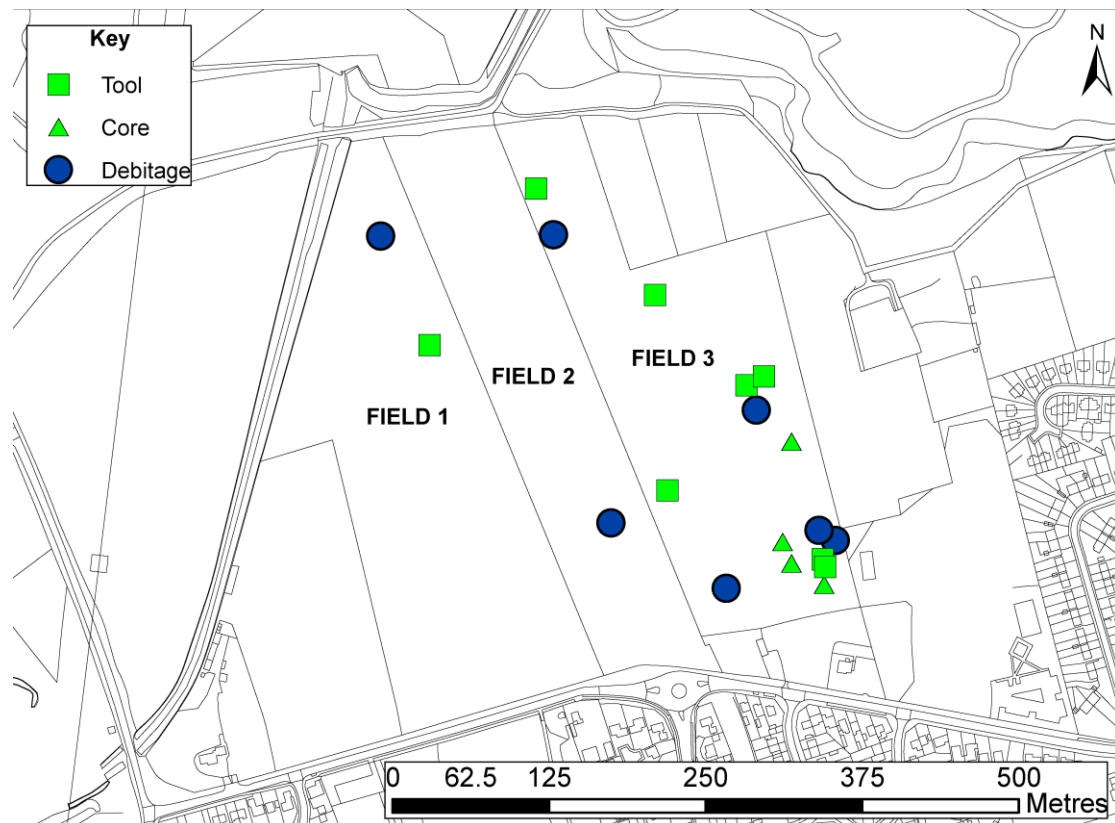 Key
Tool
Core
Debitage
N
FIELD 3
FIELD 2
FIELD 1
0 62.5 125 250 375 500
Metres